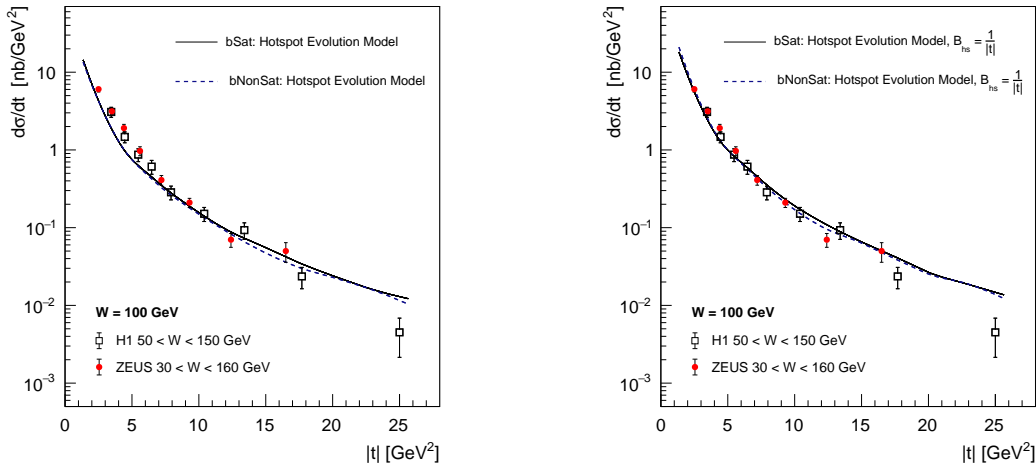 dσ/dt [nb/GeV²]
10
1
10⁻¹
10⁻²
10⁻³
bSat: Hotspot Evolution Model
bNonSat: Hotspot Evolution Model
W = 100 GeV
H1 50 < W < 150 GeV
ZEUS 30 < W < 160 GeV
0 5 10 15 20 25
|t| [GeV²]
dσ/dt [nb/GeV²]
10
1
10⁻¹
10⁻²
10⁻³
bSat: Hotspot Evolution Model, B_hs = 1/|t|
bNonSat: Hotspot Evolution Model, B_hs = 1/|t|
W = 100 GeV
H1 50 < W < 150 GeV
ZEUS 30 < W < 160 GeV
0 5 10 15 20 25
|t| [GeV²]